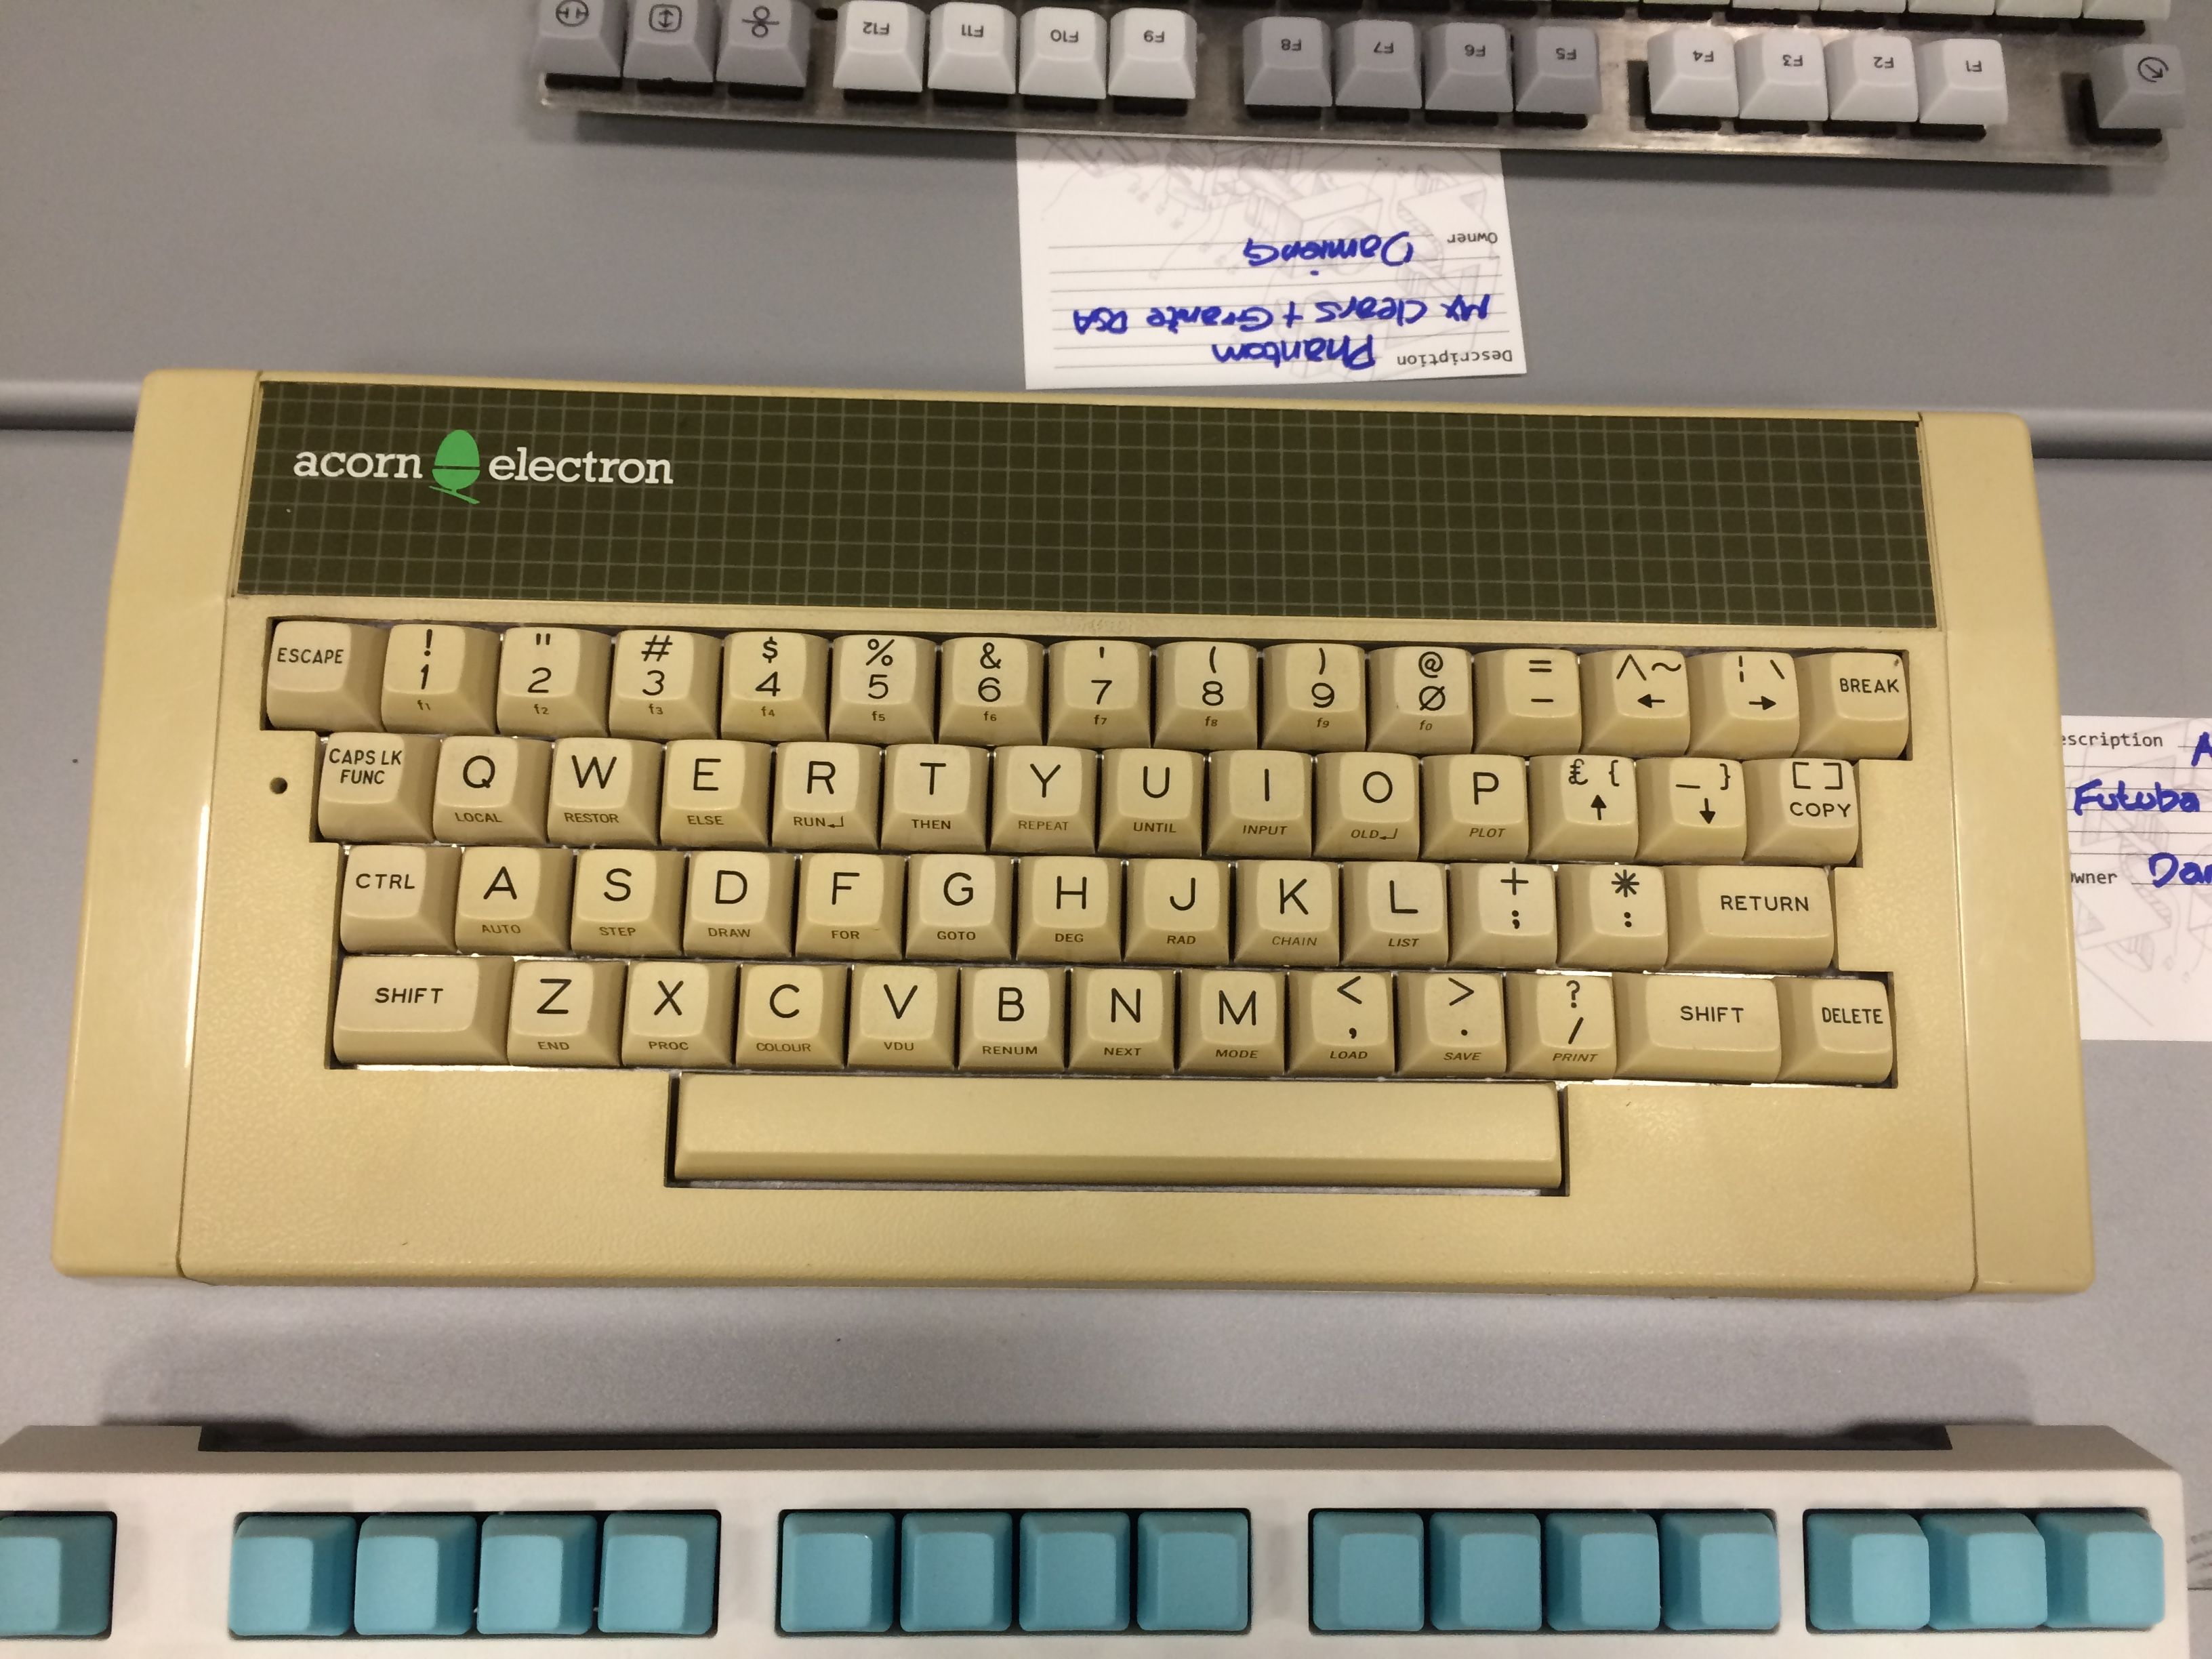 F12 F11 F10 F9 F8 F7 F6 F5 F4 F3 F2 F1
Description Phantom
MX Clears + Granite DSA
Owner DamienG
acorn electron
ESCAPE ! 1 f1 " 2 f2 # 3 f3 $ 4 f4 % 5 f5 & 6 f6 ' 7 f7 ( 8 f8 ) 9 f9 @ 0 f0 = - ^ ~ ← ¦ \ → BREAK
CAPS LK FUNC Q LOCAL W RESTOR E ELSE R RUN↵ T THEN Y REPEAT U UNTIL I INPUT O OLD↵ P PLOT £ { ↑ _ } ↓ [ ] COPY
CTRL A AUTO S STEP D DRAW F FOR G GOTO H DEG J RAD K CHAIN L LIST + ; * : RETURN
SHIFT Z END X PROC C COLOUR V VDU B RENUM N NEXT M MODE < , LOAD > . SAVE ? / PRINT SHIFT DELETE
escription A
Futuba
wner Dam